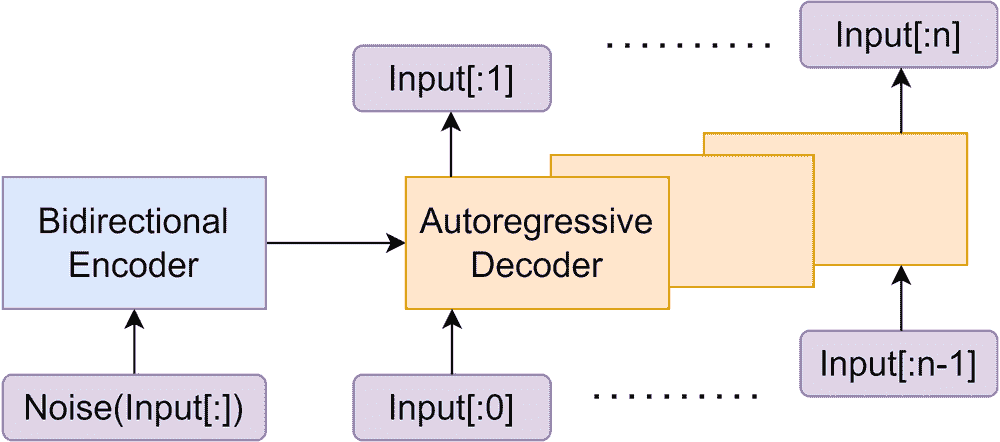 Input[:n]
Input[:1]
Bidirectional
Encoder
Autoregressive
Decoder
Noise(Input[:])
Input[:0]
Input[:n-1]